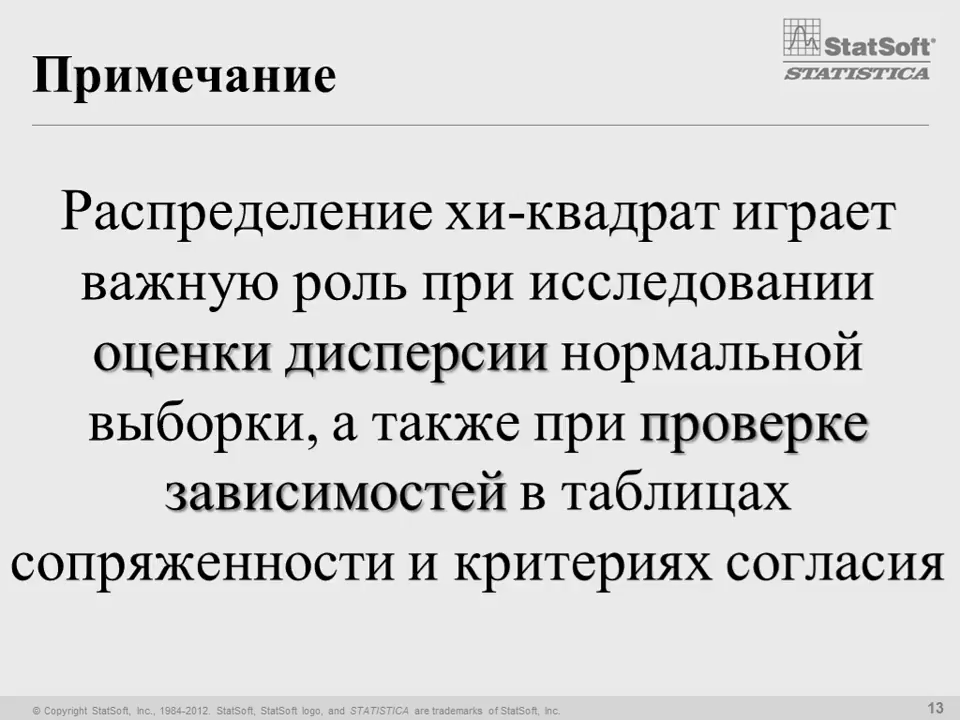 Примечание
StatSoft®
STATISTICA
Распределение хи-квадрат играет
важную роль при исследовании
оценки дисперсии нормальной
выборки, а также при проверке
зависимостей в таблицах
сопряженности и критериях согласия
© Copyright StatSoft, Inc., 1984-2012. StatSoft, StatSoft logo, and STATISTICA are trademarks of StatSoft, Inc.
13